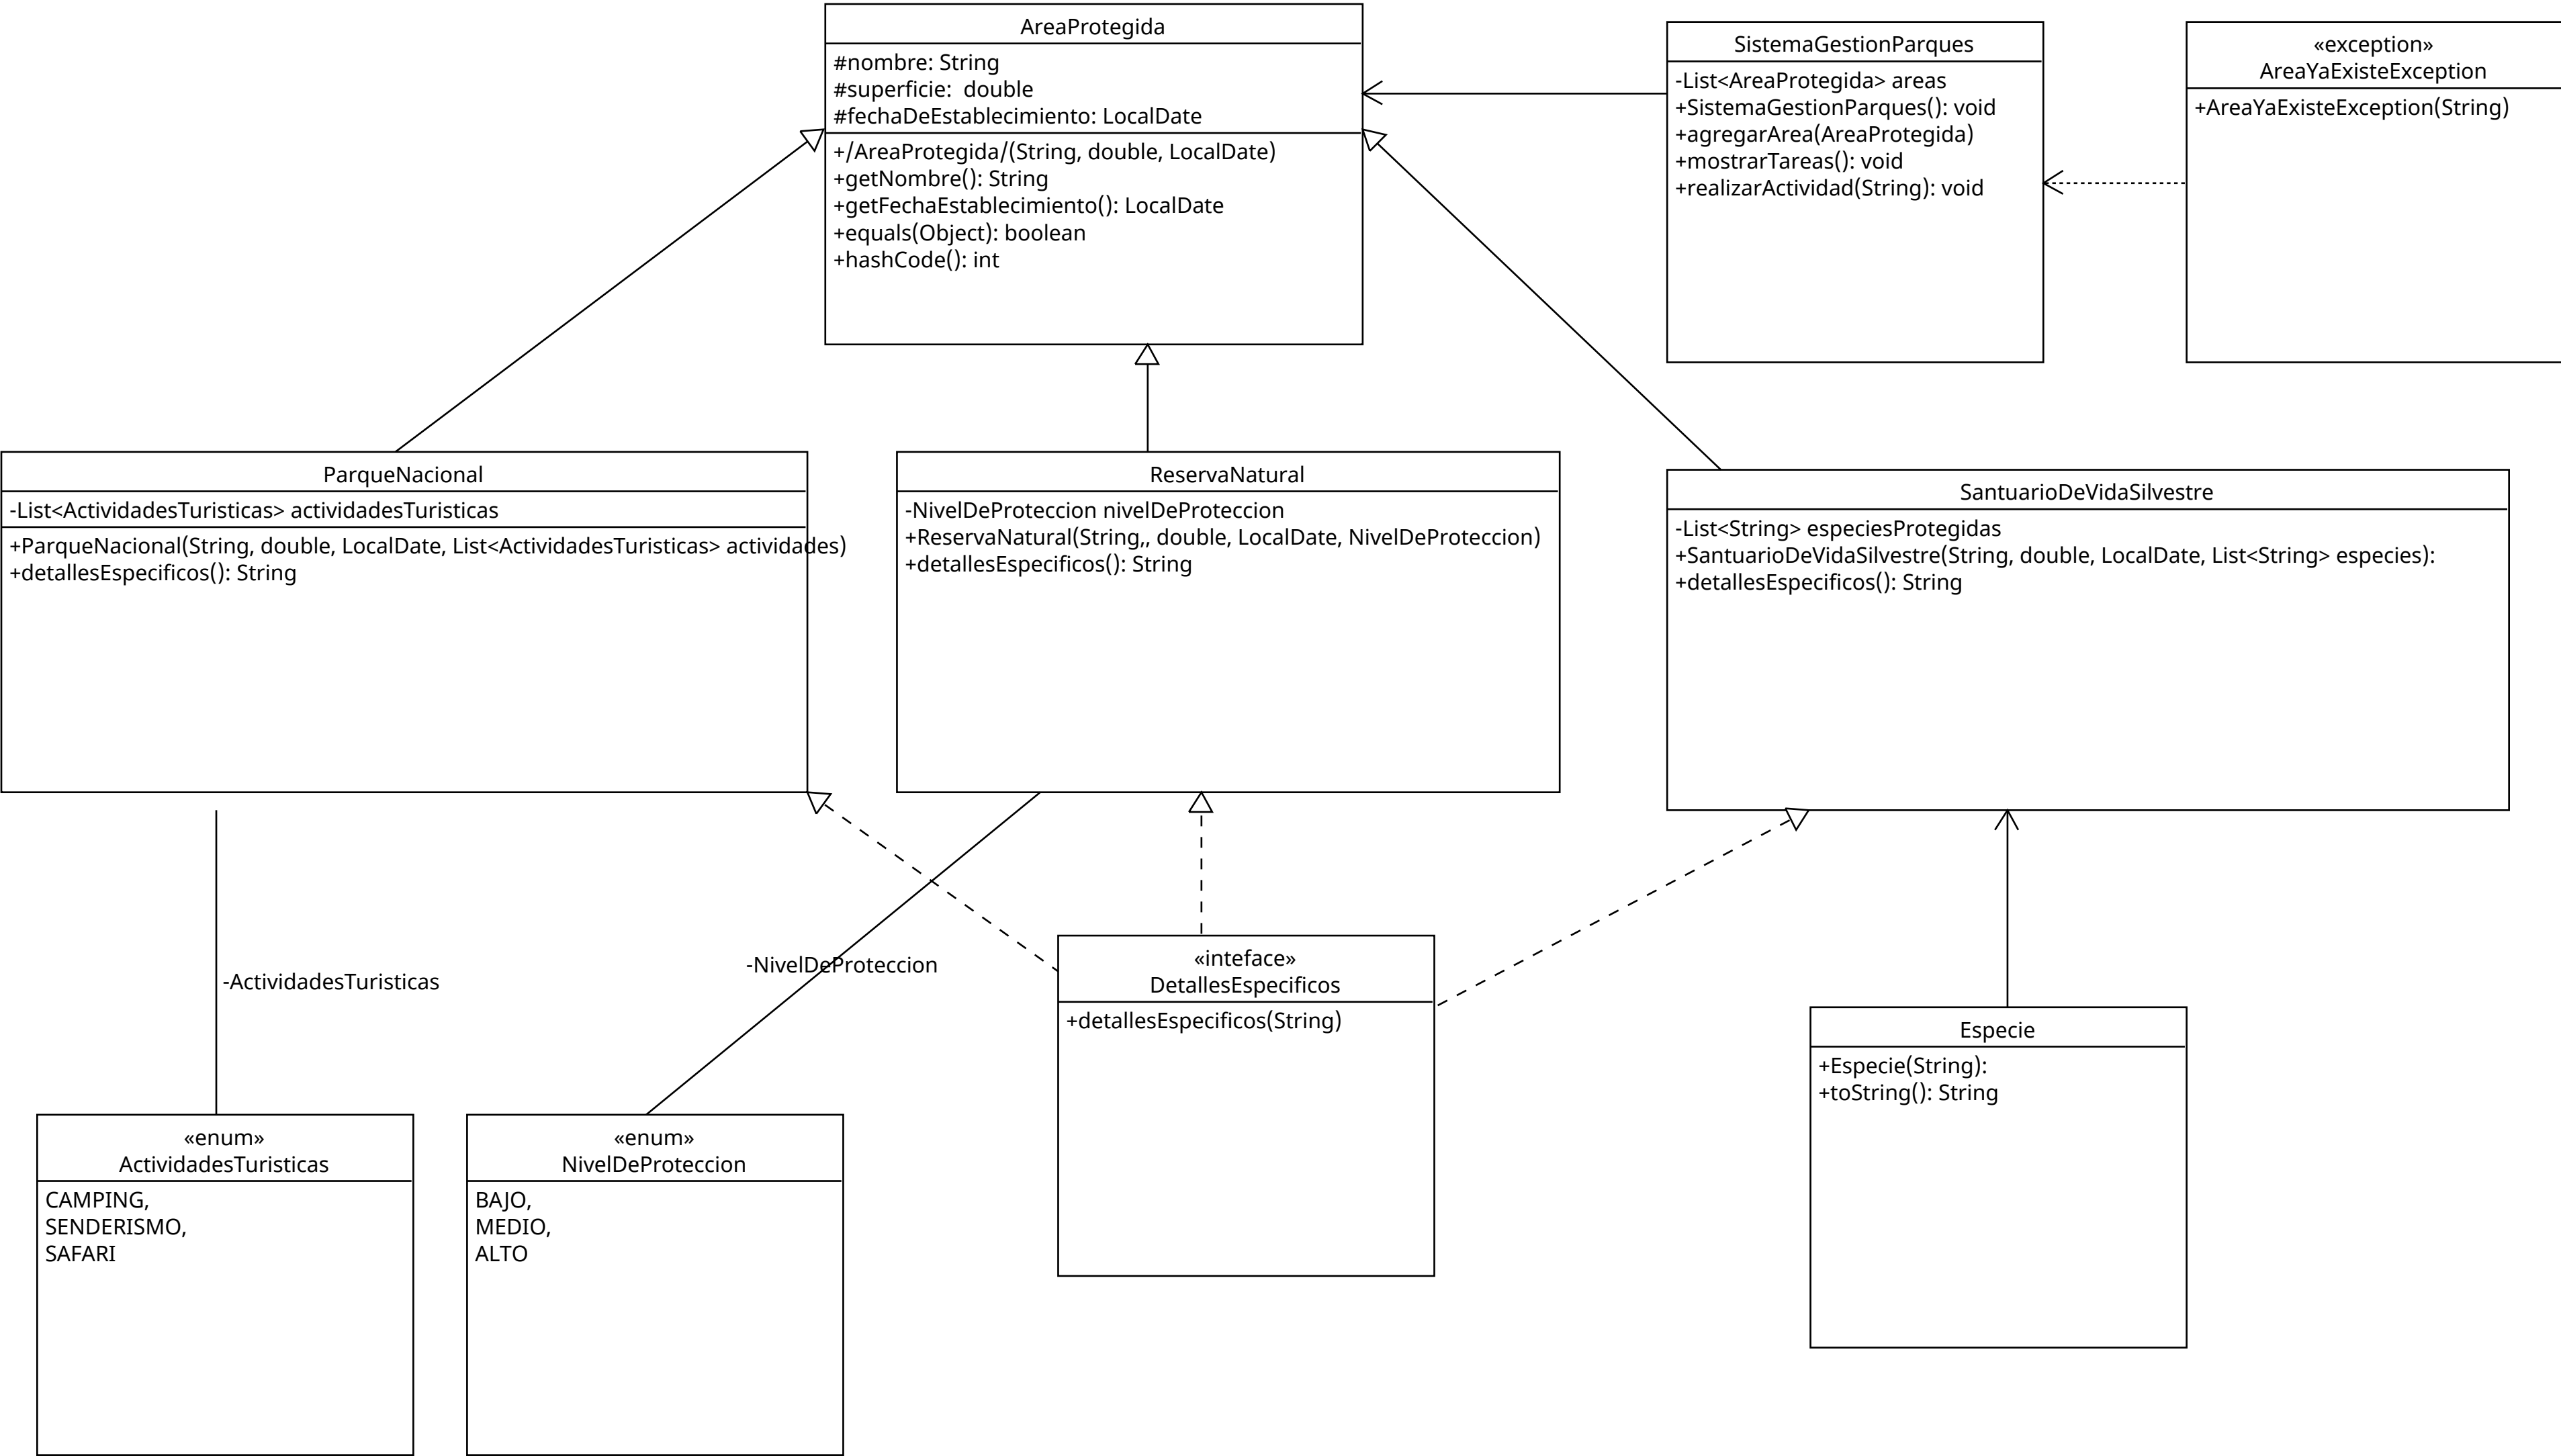 AreaProtegida
#nombre: String
#superficie:  double
#fechaDeEstablecimiento: LocalDate
+/AreaProtegida/(String, double, LocalDate)
+getNombre(): String
+getFechaEstablecimiento(): LocalDate
+equals(Object): boolean
+hashCode(): int
SistemaGestionParques
-List<AreaProtegida> areas
+SistemaGestionParques(): void
+agregarArea(AreaProtegida)
+mostrarTareas(): void
+realizarActividad(String): void
«exception»
AreaYaExisteException
+AreaYaExisteException(String)
ParqueNacional
-List<ActividadesTuristicas> actividadesTuristicas
+ParqueNacional(String, double, LocalDate, List<ActividadesTuristicas> actividades)
+detallesEspecificos(): String
ReservaNatural
-NivelDeProteccion nivelDeProteccion
+ReservaNatural(String,, double, LocalDate, NivelDeProteccion)
+detallesEspecificos(): String
SantuarioDeVidaSilvestre
-List<String> especiesProtegidas
+SantuarioDeVidaSilvestre(String, double, LocalDate, List<String> especies):
+detallesEspecificos(): String
-ActividadesTuristicas
-NivelDeProteccion
«inteface»
DetallesEspecificos
+detallesEspecificos(String)
Especie
+Especie(String):
+toString(): String
«enum»
ActividadesTuristicas
CAMPING,
SENDERISMO,
SAFARI
«enum»
NivelDeProteccion
BAJO,
MEDIO,
ALTO